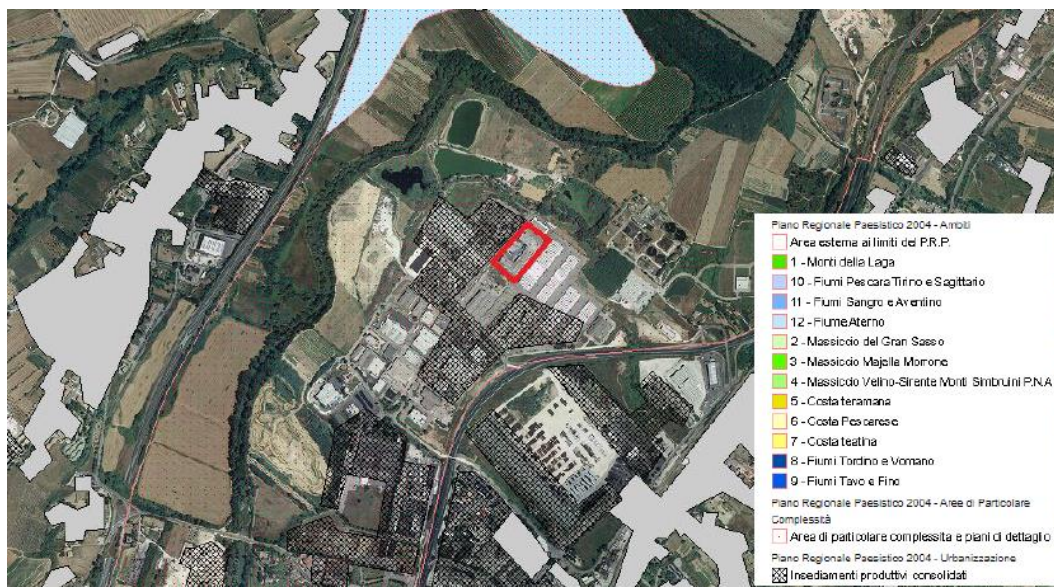 Piano Regionale Paesistico 2004 - Ambiti
Area esterna ai limiti del P.R.P.
1 - Monti della Laga
10 - Fiumi Pescara Tirino e Sagittario
11 - Fiumi Sangro e Aventino
12 - Fiume Aterno
2 - Massiccio del Gran Sasso
3 - Massiccio Majella Morrone
4 - Massiccio Velino-Sirente Monti Simbruini P.N.A
5 - Costa teramana
6 - Costa Pescarese
7 - Costa teatina
8 - Fiumi Tordino e Vomano
9 - Fiumi Tavo e Fino
Piano Regionale Paesistico 2004 - Aree di Particolare
Complessità
Area di particolare complessita e piani di dettaglio
Piano Regionale Paesistico 2004 - Urbanizzazione
Insediamenti produttivi consolidati